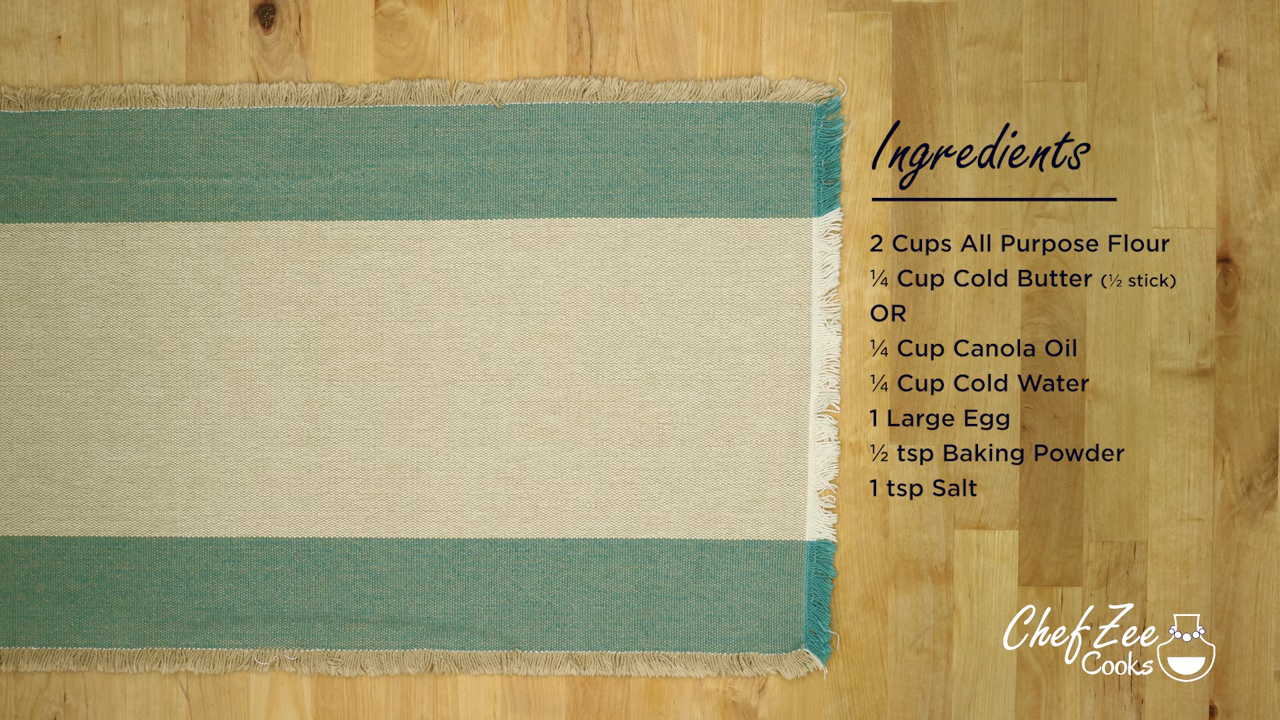 Ingredients
2 Cups All Purpose Flour
¼ Cup Cold Butter (½ stick)
OR
¼ Cup Canola Oil
¼ Cup Cold Water
1 Large Egg
½ tsp Baking Powder
1 tsp Salt
Chef Zee
Cooks